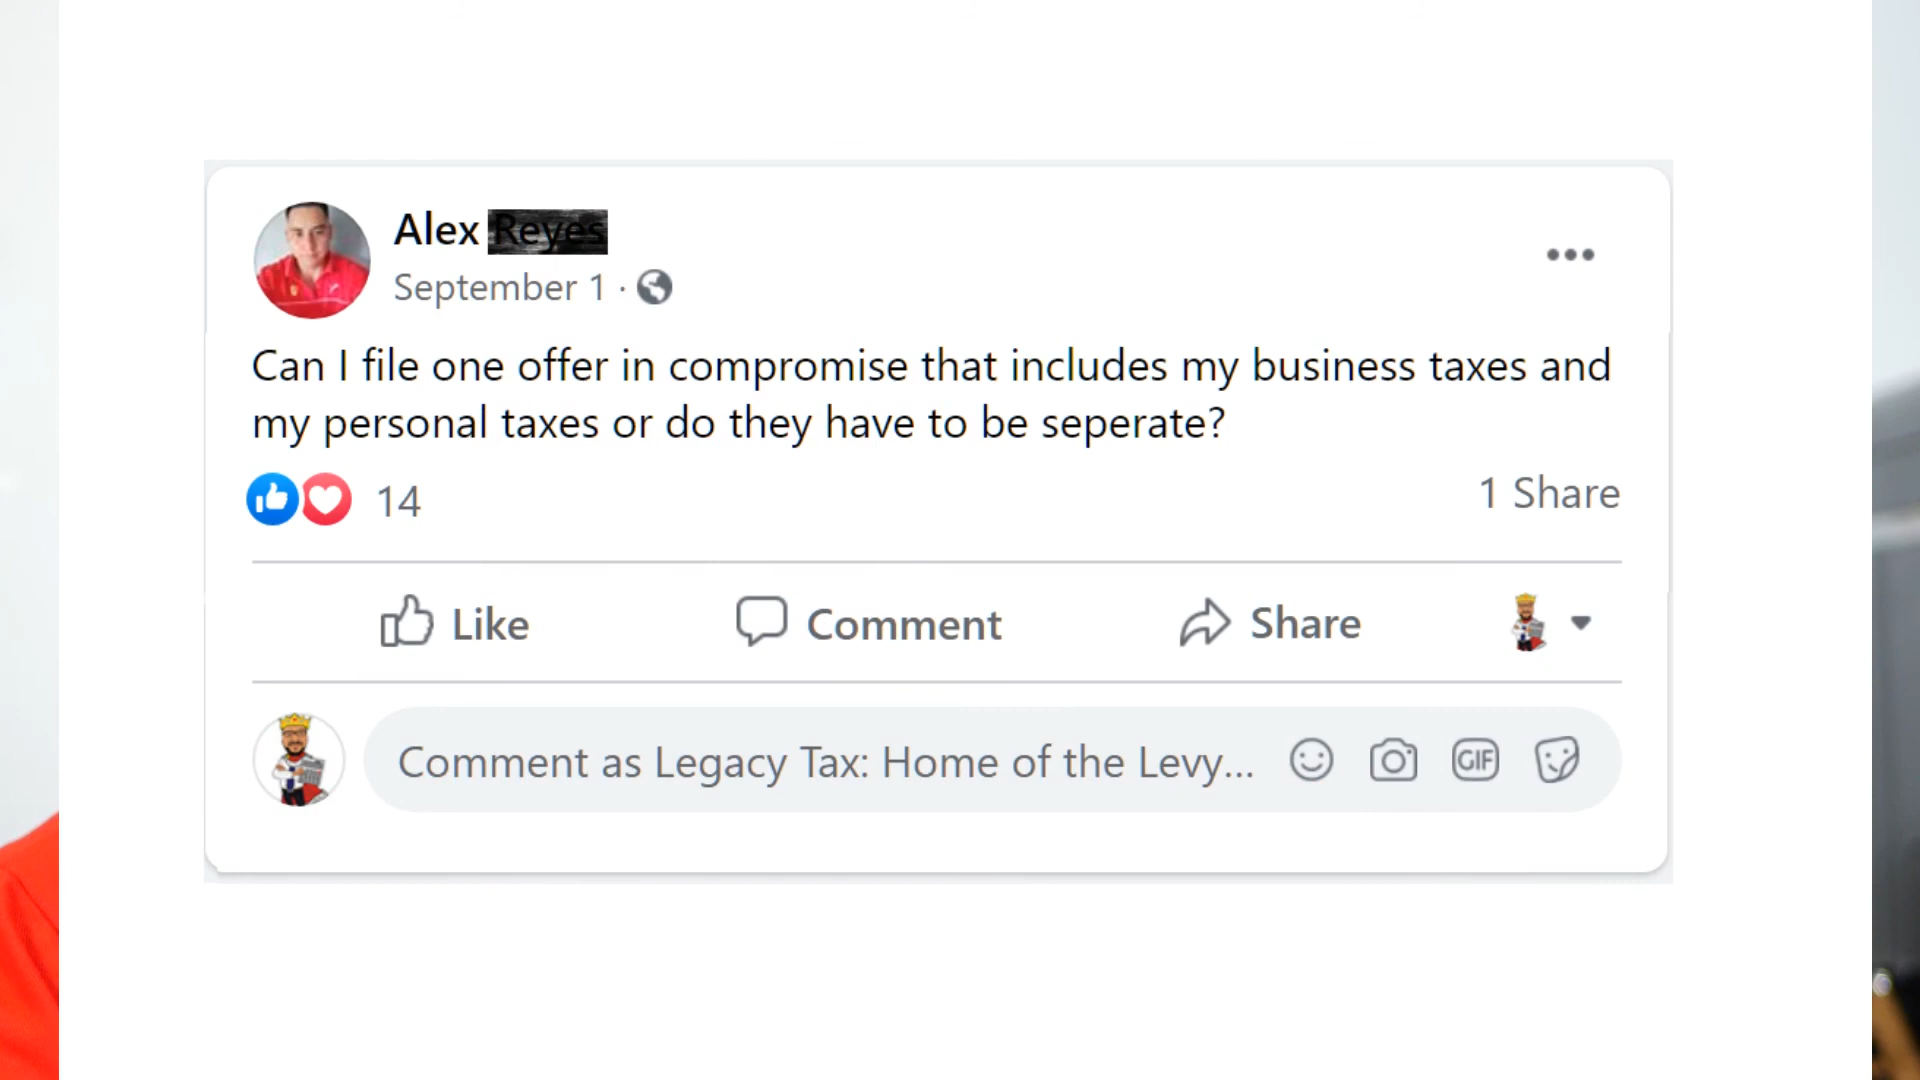 Alex
September 1 ·
Can I file one offer in compromise that includes my business taxes and
my personal taxes or do they have to be seperate?
14
1 Share
Like
Comment
Share
Comment as Legacy Tax: Home of the Levy...
GIF